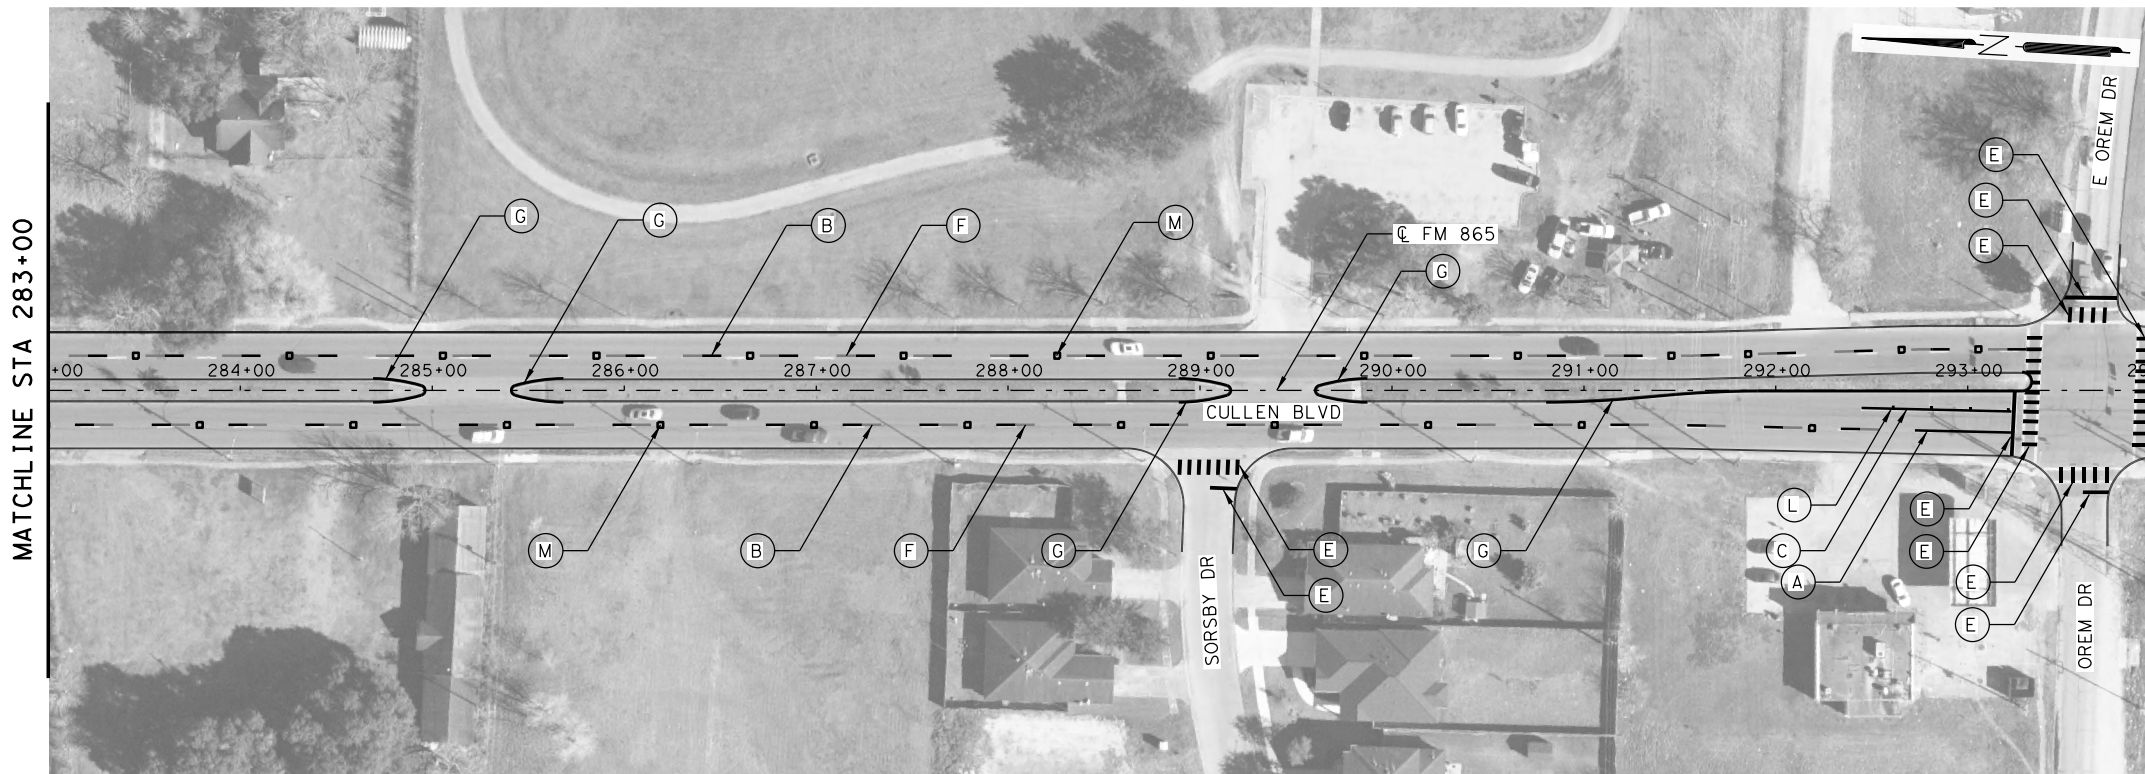 MATCHLINE STA 283+00
N
E OREM DR
E
E
E
G
G
B
F
M
℄ FM 865
G
+00
284+00
285+00
286+00
287+00
288+00
289+00
290+00
291+00
292+00
293+00
CULLEN BLVD
L
E
M
B
F
G
E
G
C
E
A
E
E
E
SORSBY DR
OREM DR